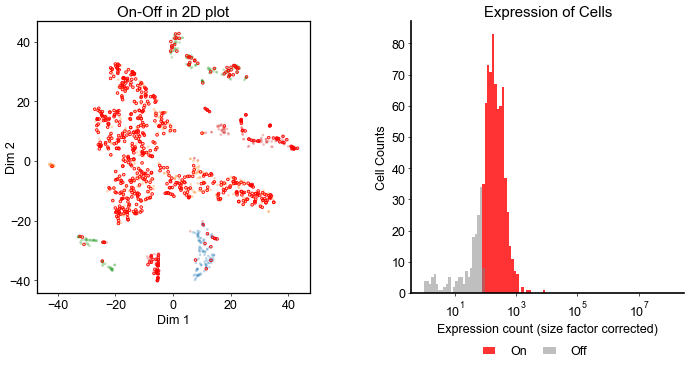 On-Off in 2D plot
Expression of Cells
40
20
0
−20
−40
−40 −20 0 20 40
Dim 2
Dim 1
80
70
60
50
40
30
20
10
0
Cell Counts
10^1 10^3 10^5 10^7
Expression count (size factor corrected)
On Off